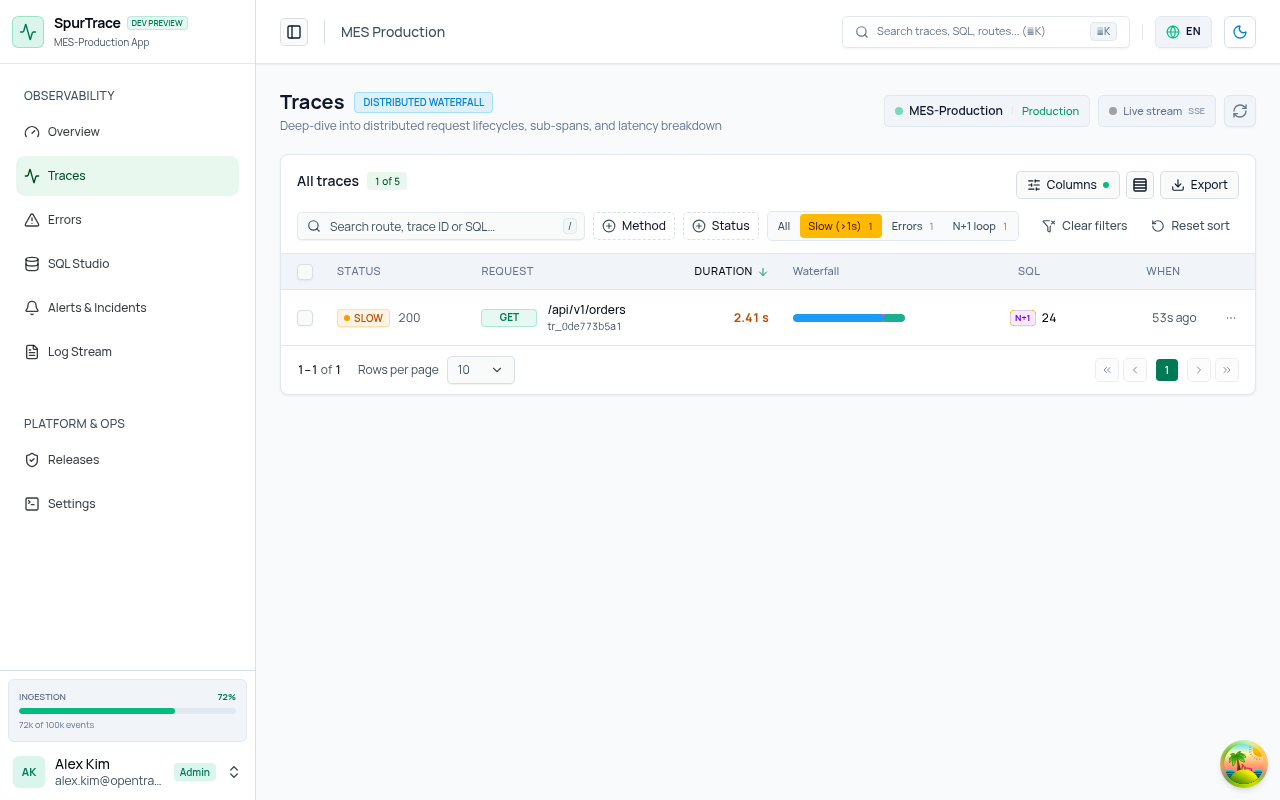 SpurTrace DEV PREVIEW
MES-Production App
OBSERVABILITY
Overview
Traces
Errors
SQL Studio
Alerts & Incidents
Log Stream
PLATFORM & OPS
Releases
Settings
INGESTION 72%
72k of 100k events
AK Alex Kim
alex.kim@opentra... Admin
MES Production
Search traces, SQL, routes... (⌘K) ⌘K
EN
Traces DISTRIBUTED WATERFALL
Deep-dive into distributed request lifecycles, sub-spans, and latency breakdown
MES-Production Production
Live stream SSE
All traces 1 of 5
Columns Export
Search route, trace ID or SQL... /
Method Status All Slow (>1s) 1 Errors 1 N+1 loop 1 Clear filters Reset sort
STATUS REQUEST DURATION ↓ Waterfall SQL WHEN
SLOW 200 GET /api/v1/orders 2.41 s N+1 24 53s ago ...
tr_0de773b5a1
1–1 of 1 Rows per page 10 « ‹ 1 › »